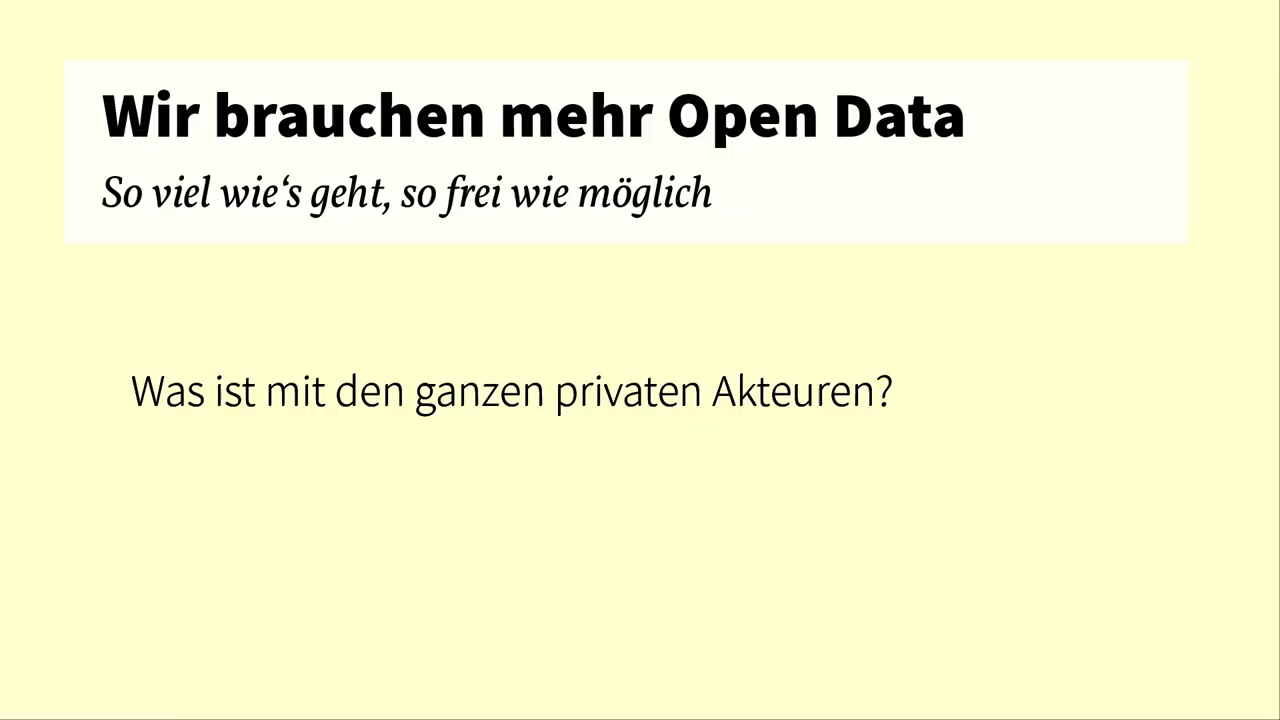 Wir brauchen mehr Open Data
So viel wie‘s geht, so frei wie möglich
Was ist mit den ganzen privaten Akteuren?